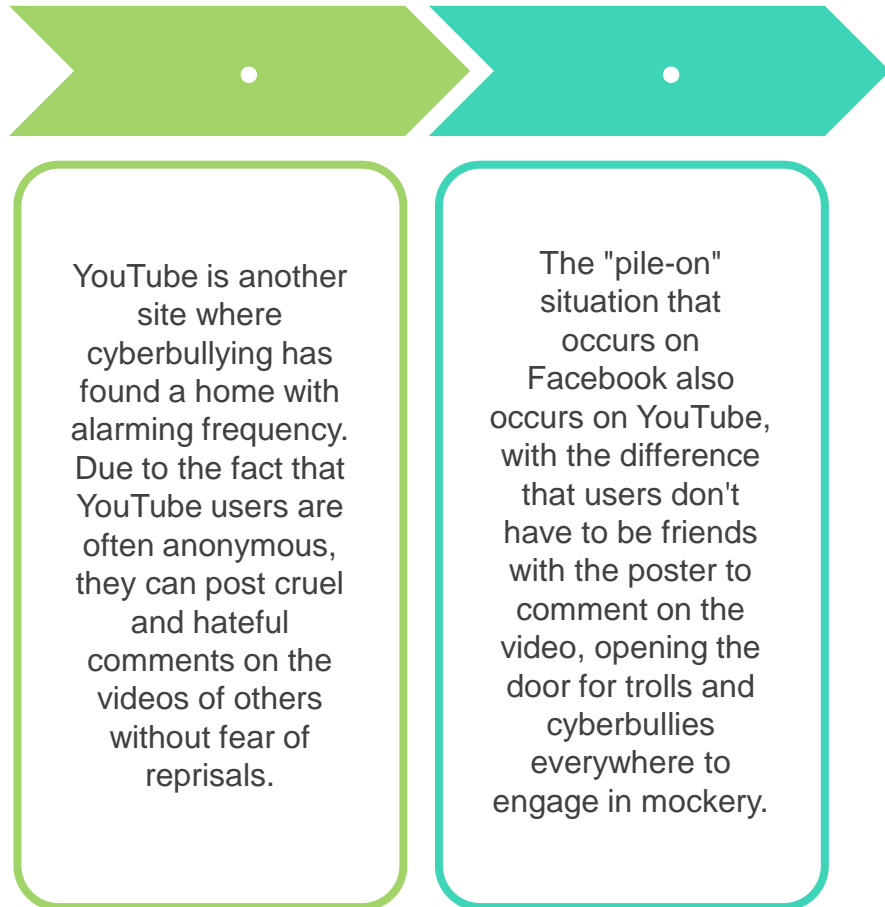 YouTube is another
site where
cyberbullying has
found a home with
alarming frequency.
Due to the fact that
YouTube users are
often anonymous,
they can post cruel
and hateful
comments on the
videos of others
without fear of
reprisals.
The "pile-on"
situation that
occurs on
Facebook also
occurs on YouTube,
with the difference
that users don't
have to be friends
with the poster to
comment on the
video, opening the
door for trolls and
cyberbullies
everywhere to
engage in mockery.